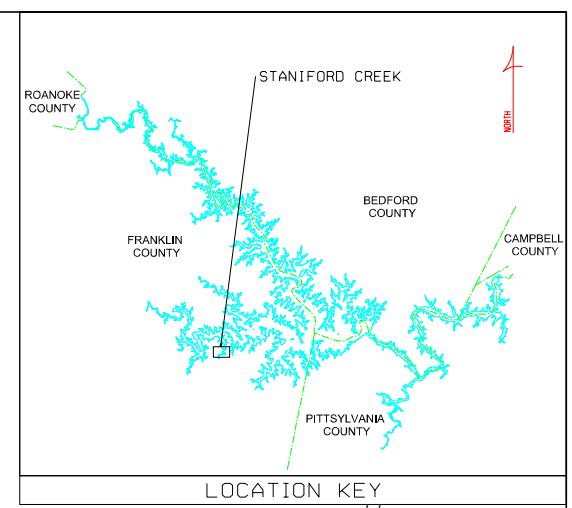 STANIFORD CREEK
ROANOKE
COUNTY
NORTH
BEDFORD
COUNTY
FRANKLIN
COUNTY
CAMPBELL
COUNTY
PITTSYLVANIA
COUNTY
LOCATION KEY